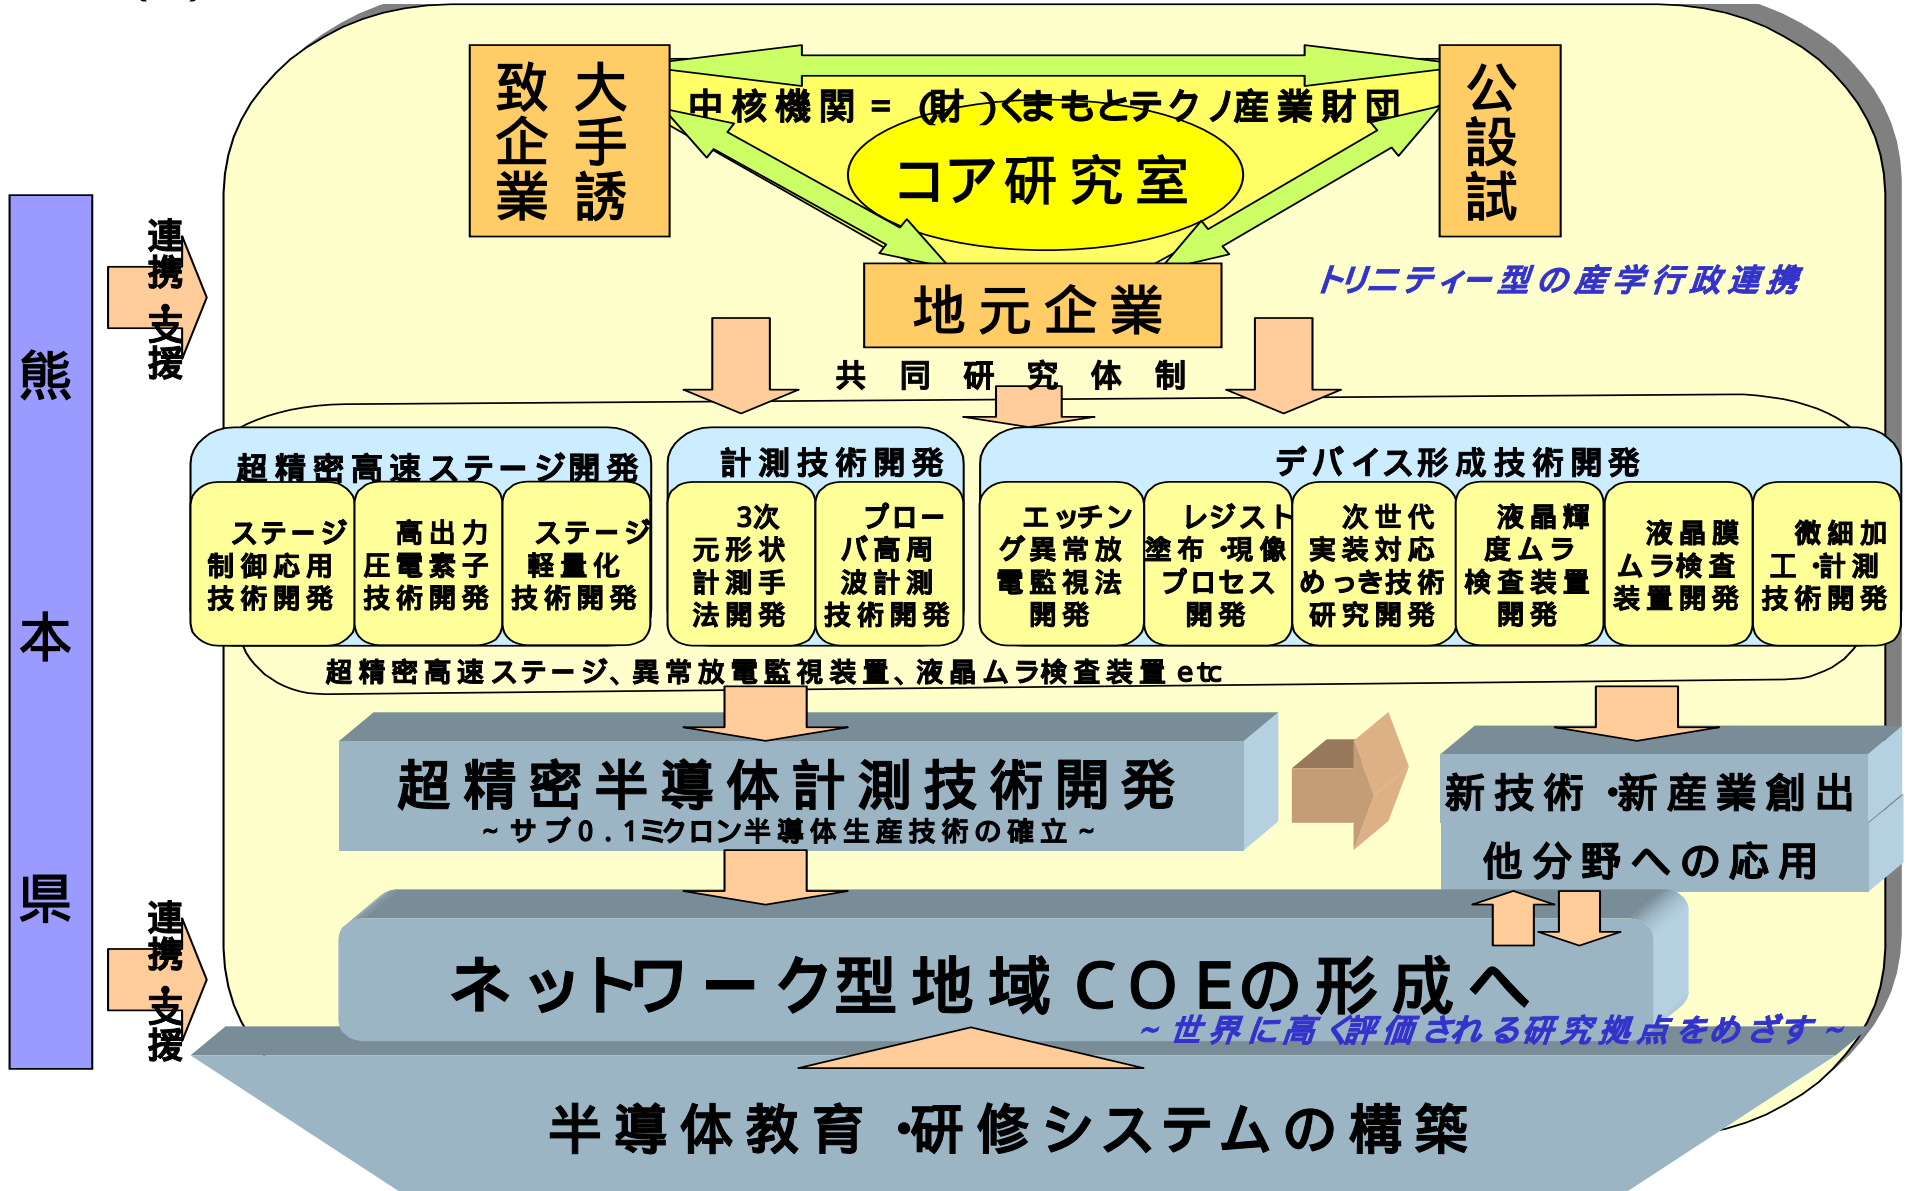 大手誘
致企業
公設試
中核機関=(財)くまもとテクノ産業財団
コア研究室
地元企業
トリニティー型の産学行政連携
連携・支援
熊本県
共同研究体制
超精密高速ステージ開発
ステージ
制御応用
技術開発
高出力
圧電素子
技術開発
ステージ
軽量化
技術開発
計測技術開発
3次
元形状
計測手
法開発
プロー
バ高周
波計測
技術開発
デバイス形成技術開発
エッチン
グ異常放
電監視法
開発
レジスト
塗布・現像
プロセス
開発
次世代
実装対応
めっき技術
研究開発
液晶輝
度ムラ
検査装置
開発
液晶膜
ムラ検査
装置開発
微細加
工・計測
技術開発
超精密高速ステージ、異常放電監視装置、液晶ムラ検査装置etc
超精密半導体計測技術開発
~サブ0.1ミクロン半導体生産技術の確立~
新技術・新産業創出
他分野への応用
連携・支援
ネットワーク型地域COEの形成へ
~世界に高く評価される研究拠点をめざす~
半導体教育・研修システムの構築